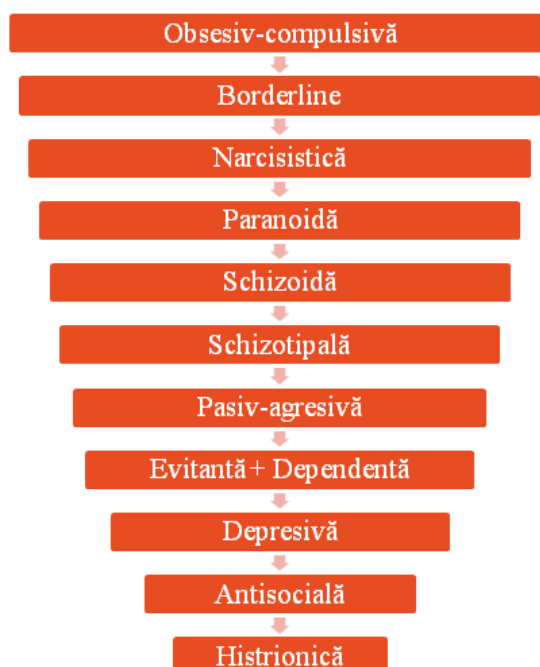 Obsesiv-compulsivă
Borderline
Narcisistică
Paranoidă
Schizoidă
Schizotipală
Pasiv-agresivă
Evitantă + Dependentă
Depresivă
Antisocială
Histrionică